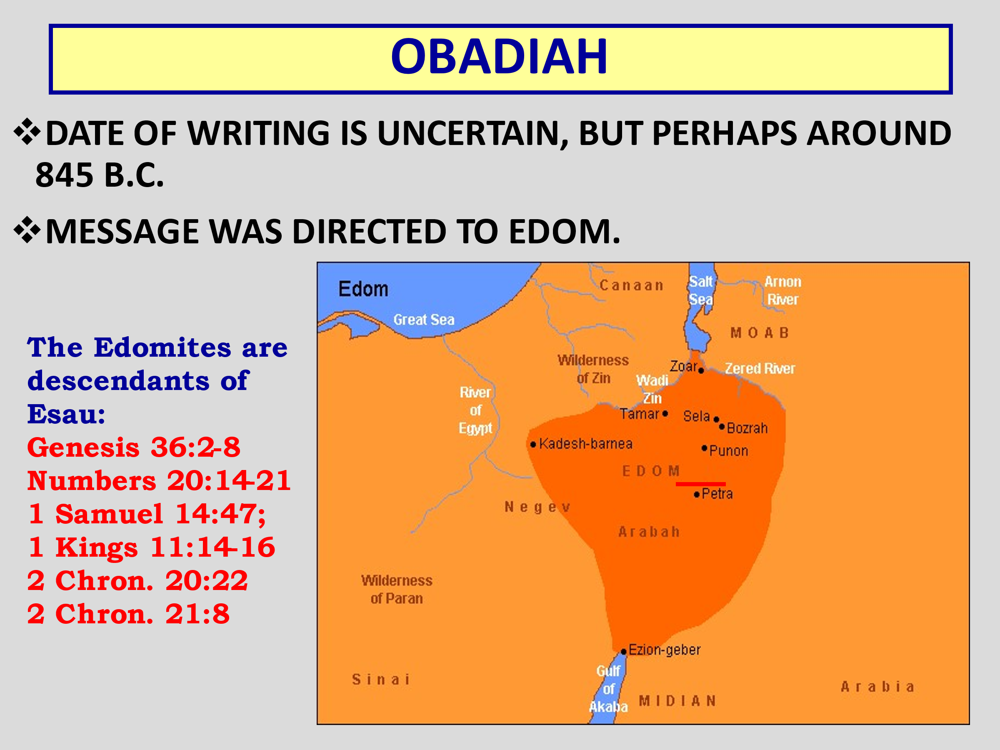 OBADIAH
❖DATE OF WRITING IS UNCERTAIN, BUT PERHAPS AROUND
845 B.C.
❖MESSAGE WAS DIRECTED TO EDOM.
The Edomites are
descendants of
Esau:
Genesis 36:2-8
Numbers 20:14-21
1 Samuel 14:47;
1 Kings 11:14-16
2 Chron. 20:22
2 Chron. 21:8
Edom
Great Sea
Canaan
Salt
Sea
Arnon
River
MOAB
Wilderness
of Zin
Zoar
Zered River
Wadi
Zin
River
of
Egypt
Tamar
Sela
Bozrah
Kadesh-barnea
Punon
EDOM
Petra
Negev
Arabah
Wilderness
of Paran
Ezion-geber
Sinai
Gulf
of
Akaba
MIDIAN
Arabia